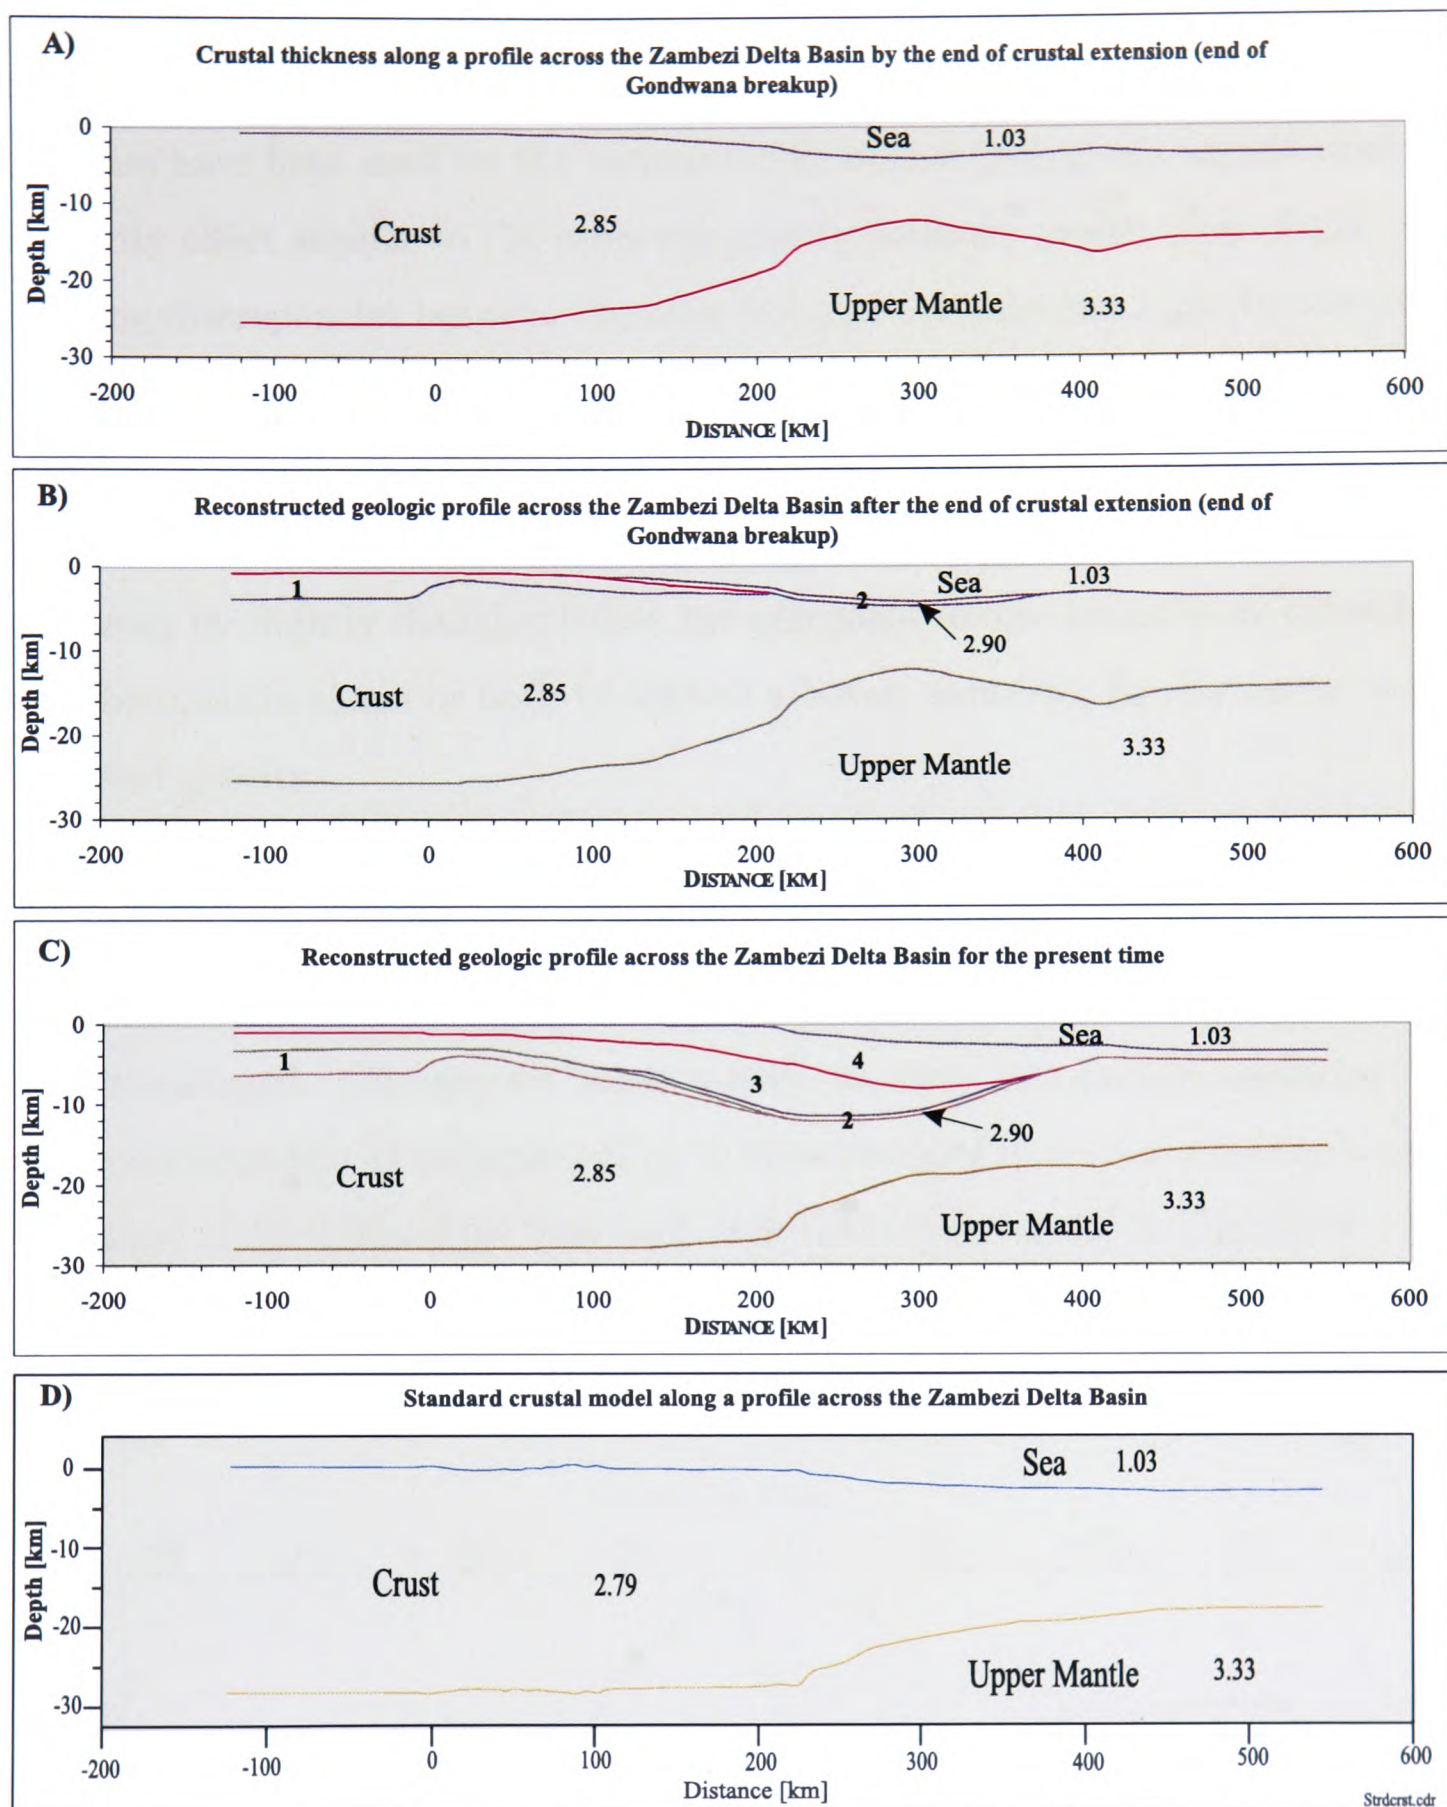 A)
Crustal thickness along a profile across the Zambezi Delta Basin by the end of crustal extension (end of
Gondwana breakup)
0
-10
-20
-30
Depth [km]
Sea 1.03
Crust 2.85
Upper Mantle 3.33
-200 -100 0 100 200 300 400 500 600
DISTANCE [KM]
B)
Reconstructed geologic profile across the Zambezi Delta Basin after the end of crustal extension (end of
Gondwana breakup)
0
-10
-20
-30
Depth [km]
1 2 Sea 1.03
2.90
Crust 2.85
Upper Mantle 3.33
-200 -100 0 100 200 300 400 500 600
DISTANCE [KM]
C)
Reconstructed geologic profile across the Zambezi Delta Basin for the present time
0
-10
-20
-30
Depth [km]
Sea 1.03
1 3 4
2
2.90
Crust 2.85
Upper Mantle 3.33
-200 -100 0 100 200 300 400 500 600
DISTANCE [KM]
D)
Standard crustal model along a profile across the Zambezi Delta Basin
0
-10
-20
-30
Depth [km]
Sea 1.03
Crust 2.79
Upper Mantle 3.33
-200 -100 0 100 200 300 400 500 600
Distance [km]
Strdcrst.cdr